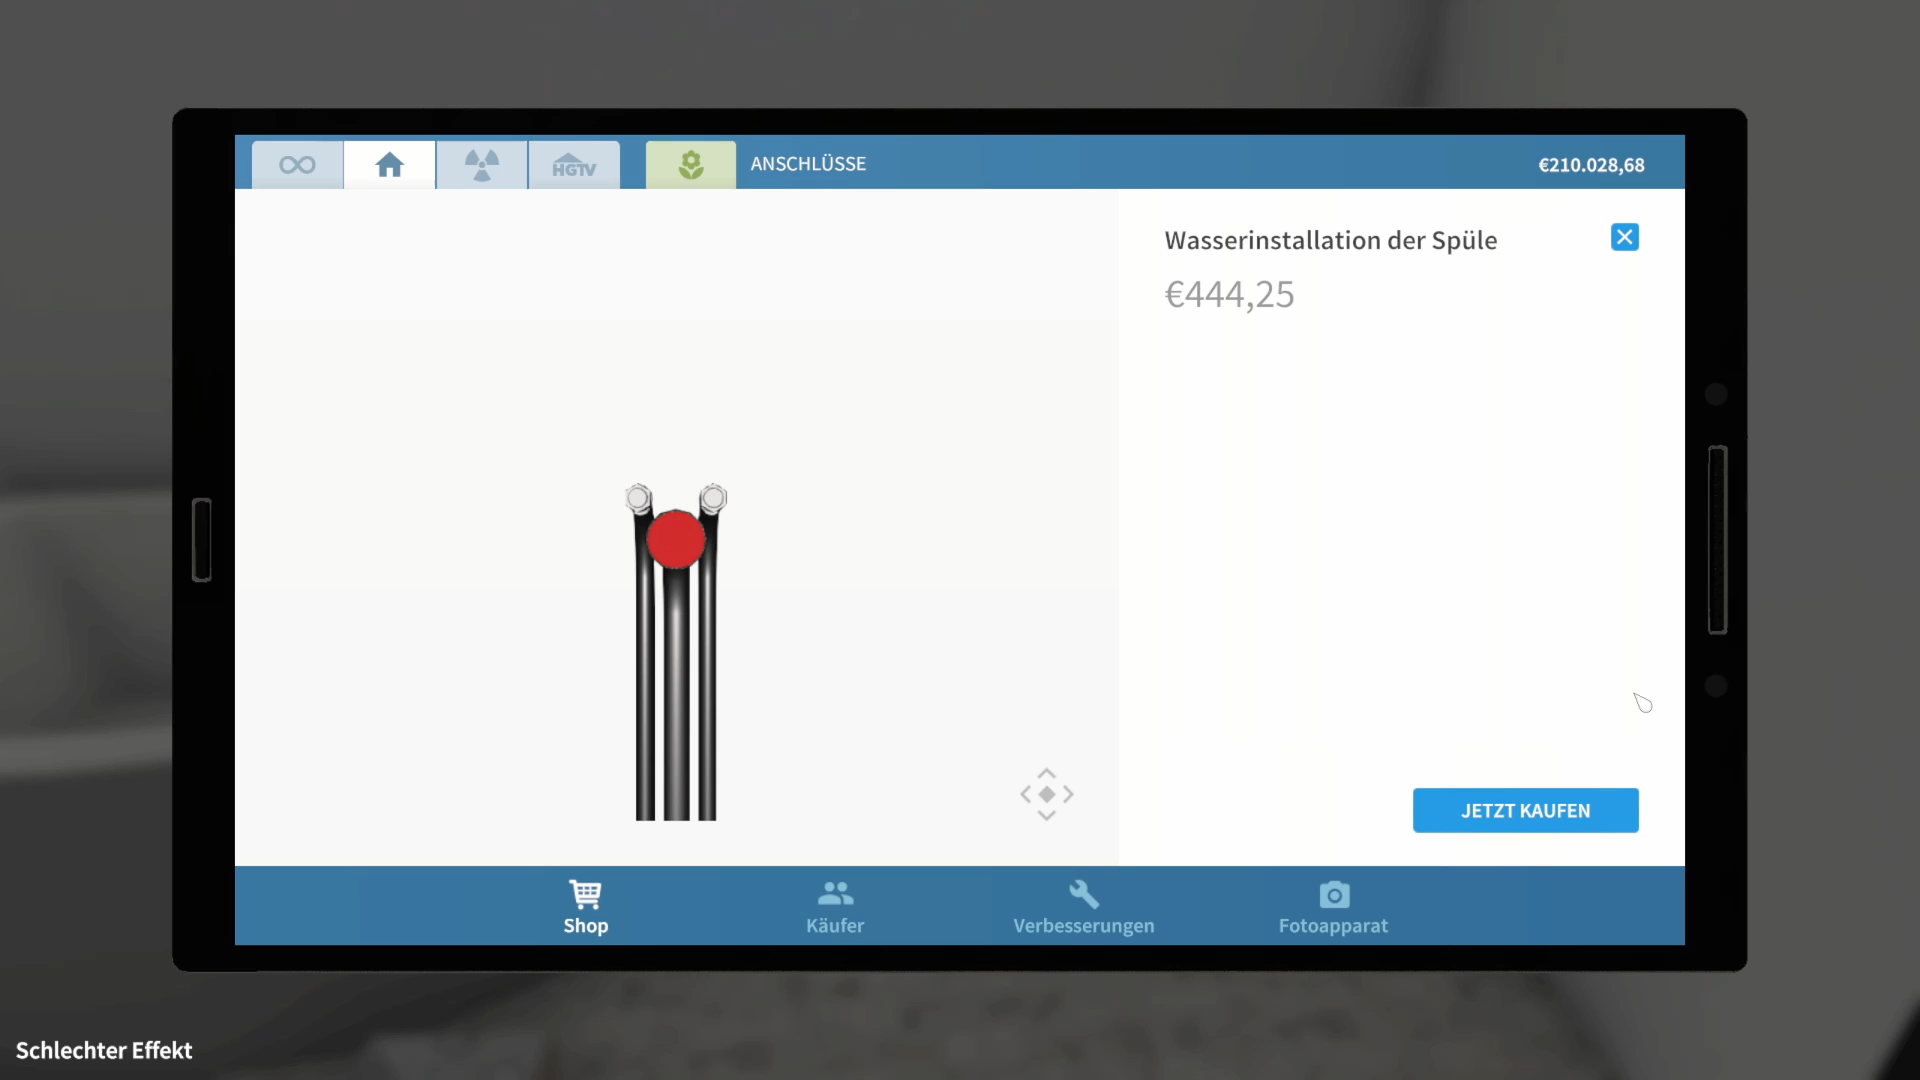 HGTV
ANSCHLÜSSE
€210.028,68
Wasserinstallation der Spüle
€444,25
JETZT KAUFEN
Shop
Käufer
Verbesserungen
Fotoapparat
Schlechter Effekt